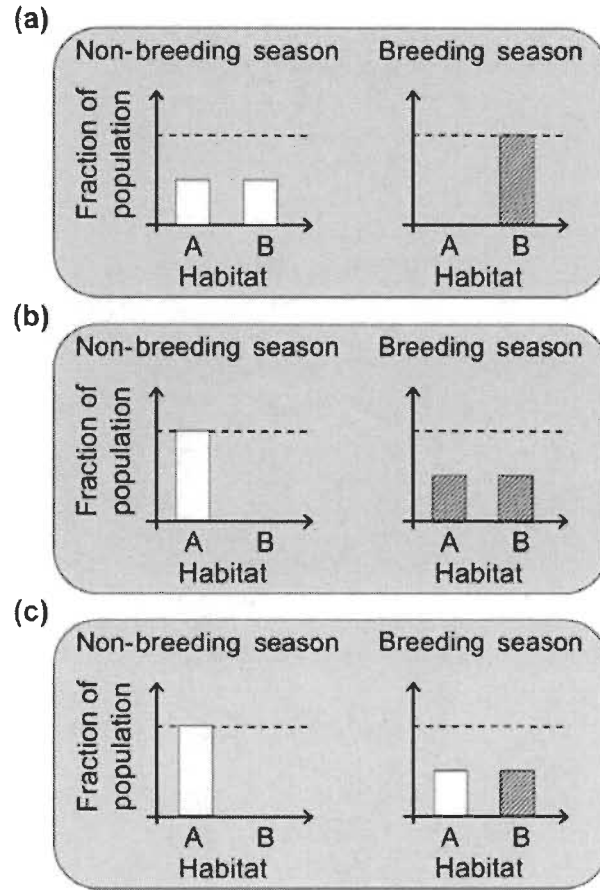 (a)
Non-breeding season
Breeding season
Fraction of
population
A B
Habitat
A B
Habitat
(b)
Non-breeding season
Breeding season
Fraction of
population
A B
Habitat
A B
Habitat
(c)
Non-breeding season
Breeding season
Fraction of
population
A B
Habitat
A B
Habitat